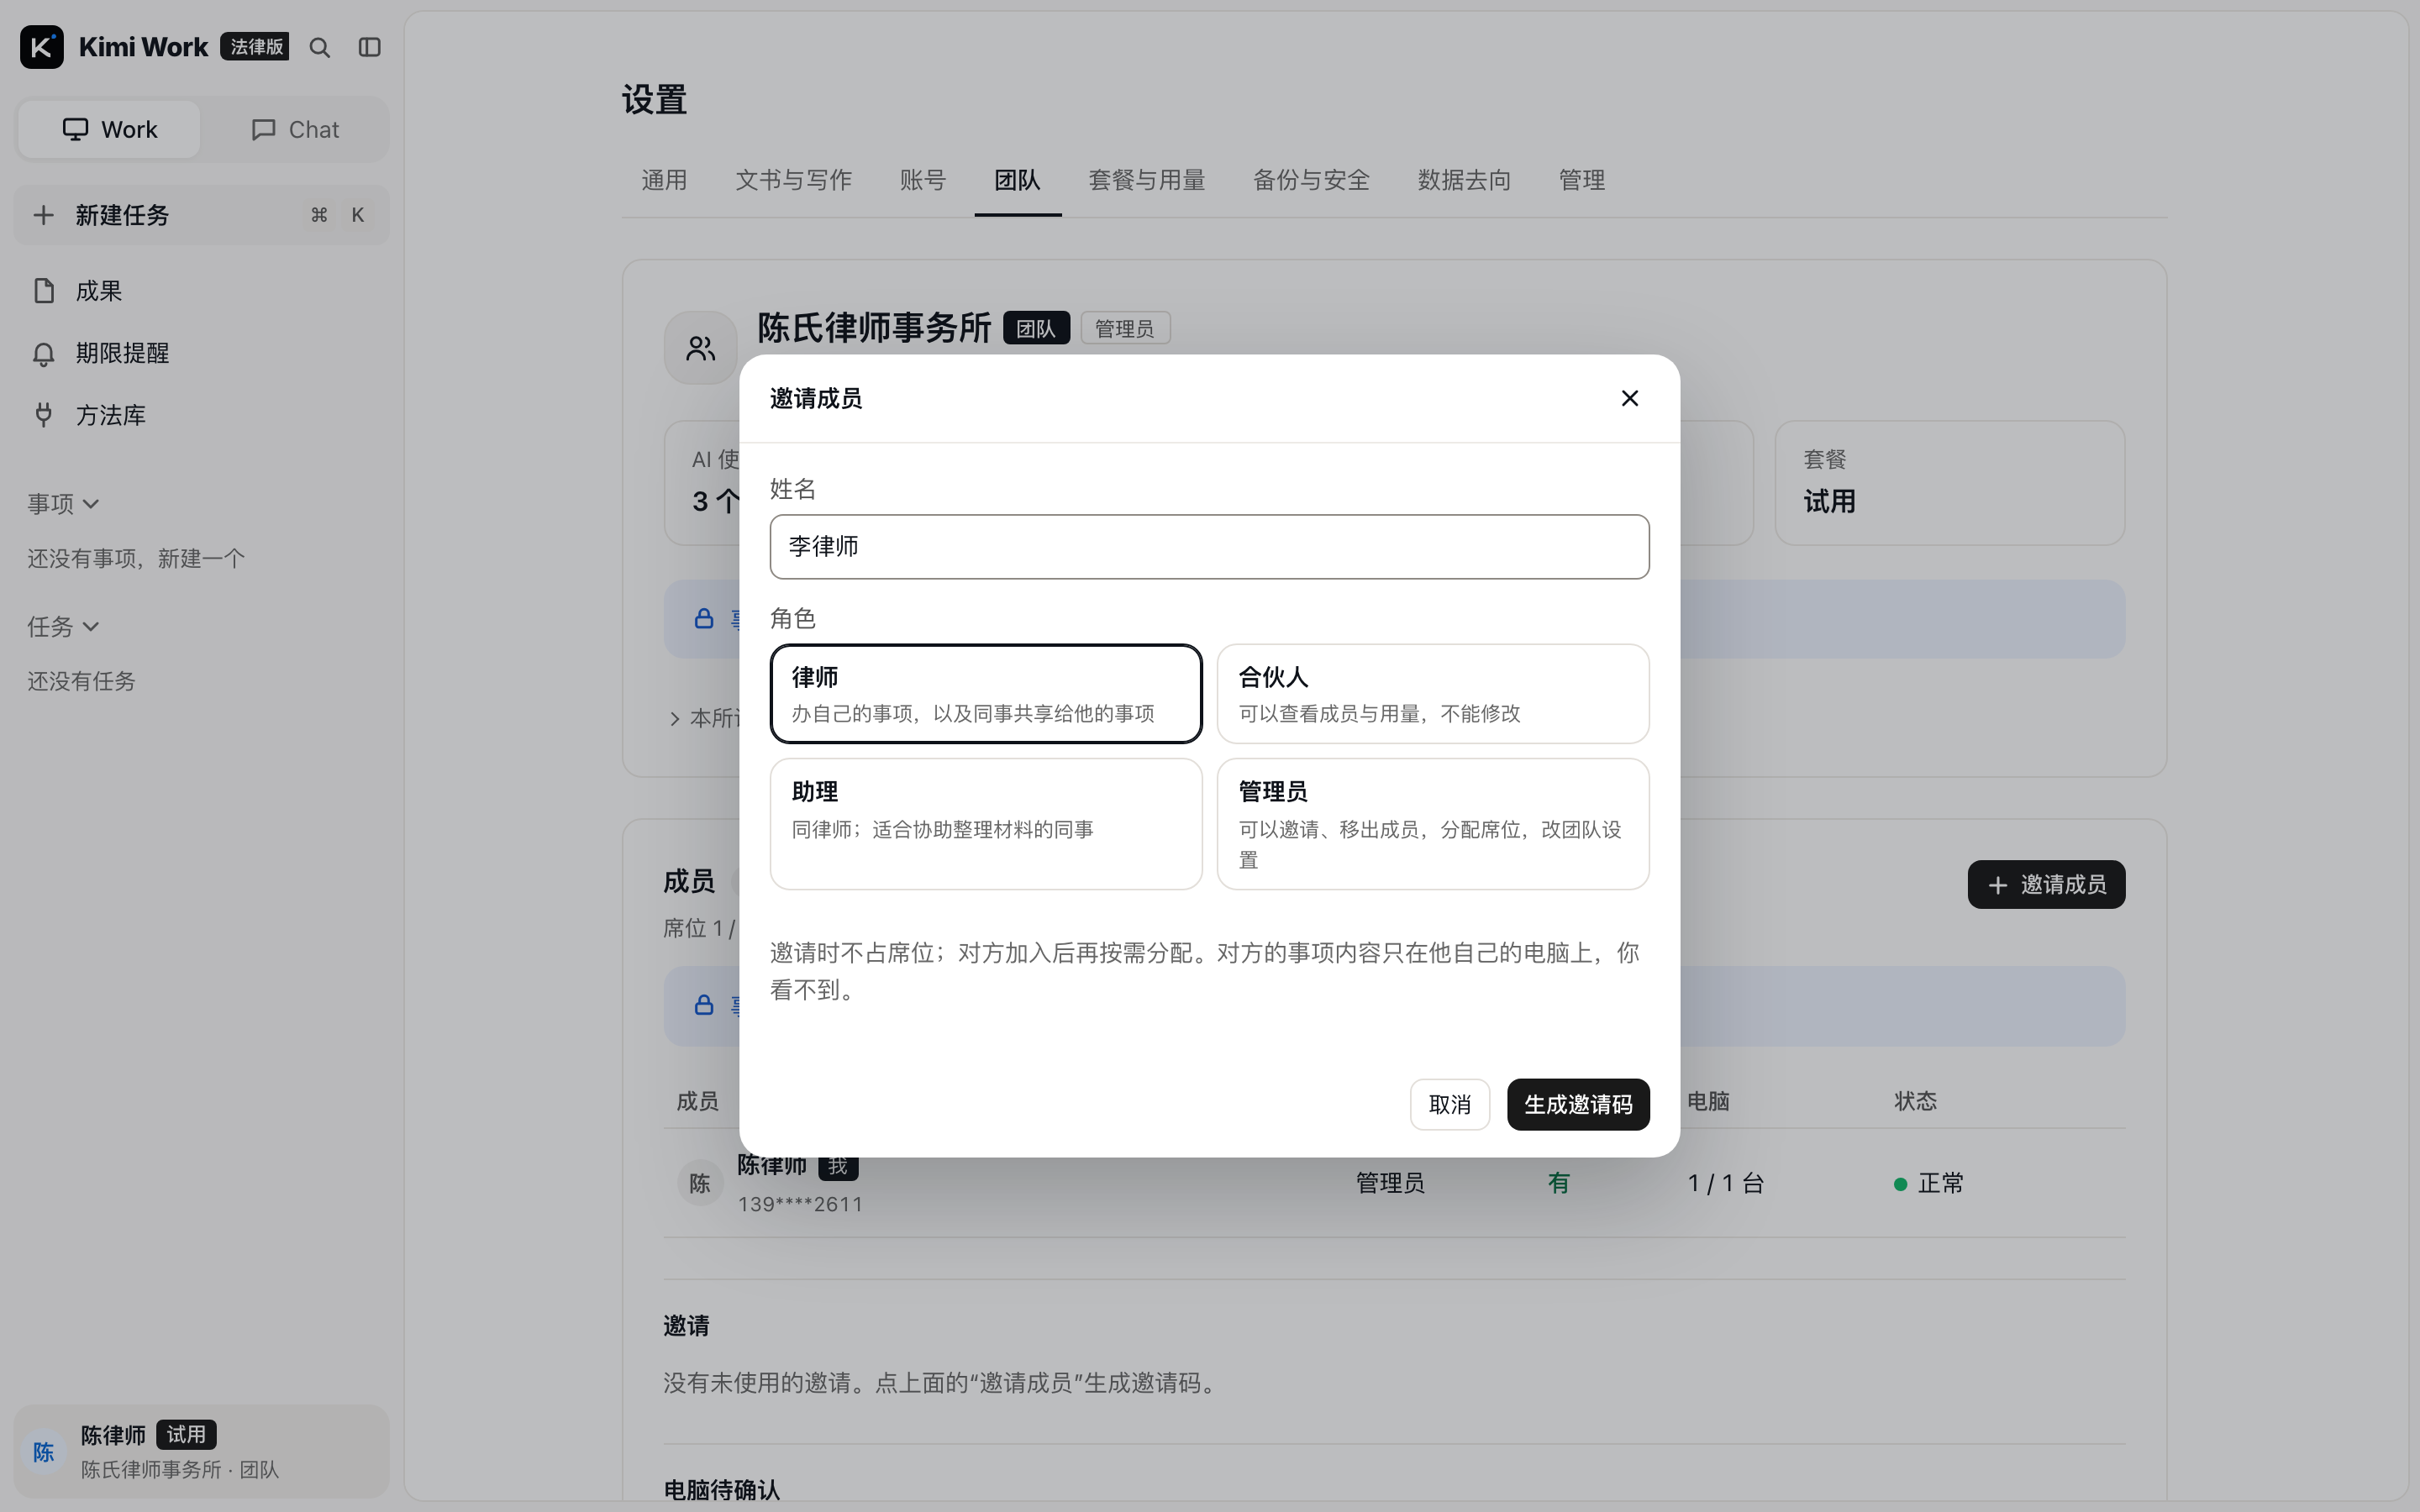 Kimi Work 法律版
Work
Chat
新建任务 ⌘ K
成果
期限提醒
方法库
事项
还没有事项，新建一个
任务
还没有任务
陈 陈律师 试用
陈氏律师事务所 · 团队
设置
通用 文书与写作 账号 团队 套餐与用量 备份与安全 数据去向 管理
陈氏律师事务所 团队 管理员
AI 使
3 个
套餐
试用
本所
邀请成员
姓名
李律师
角色
律师
办自己的事项，以及同事共享给他的事项
合伙人
可以查看成员与用量，不能修改
助理
同律师；适合协助整理材料的同事
管理员
可以邀请、移出成员，分配席位，改团队设
置
邀请时不占席位；对方加入后再按需分配。对方的事项内容只在他自己的电脑上，你
看不到。
取消 生成邀请码
成员
席位 1 /
邀请成员
成员 电脑 状态
陈 陈律师 我
139****2611
管理员 有 1 / 1 台 正常
邀请
没有未使用的邀请。点上面的“邀请成员”生成邀请码。
电脑待确认